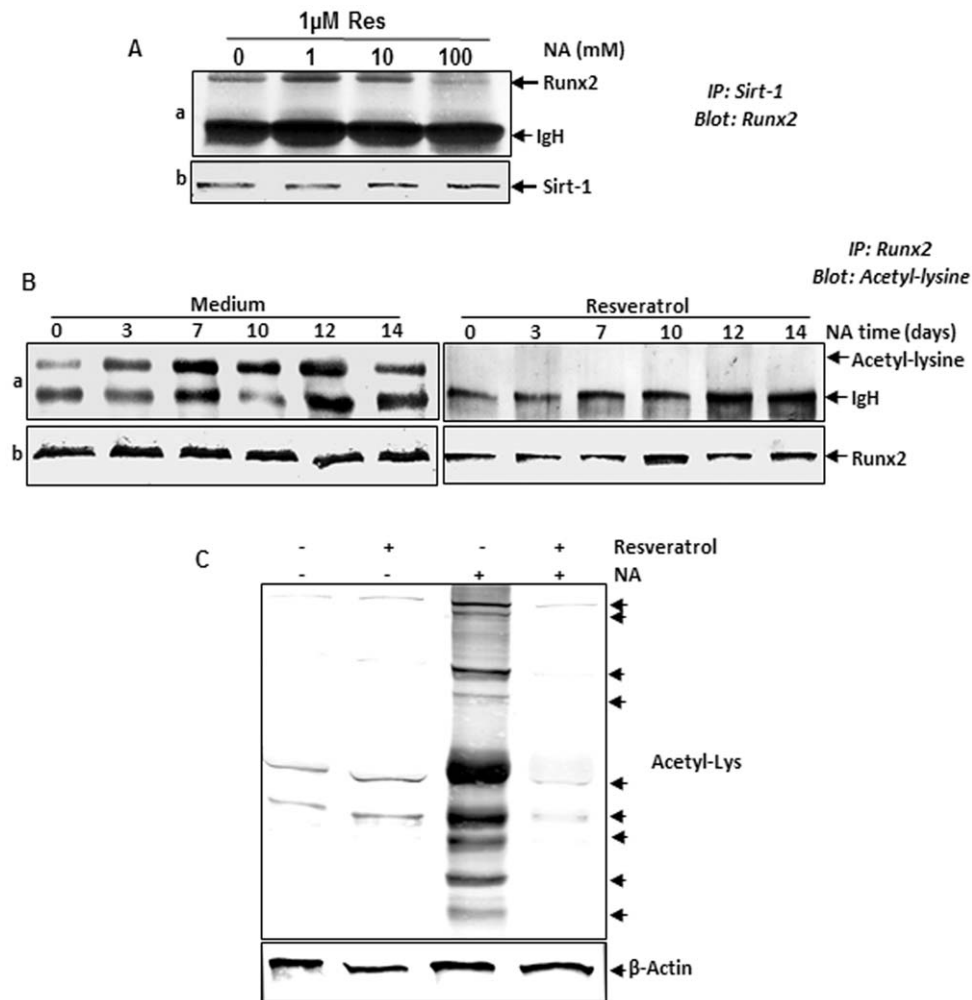 A
1µM Res
0 1 10 100 NA (mM)
a
Runx2
IgH
IP: Sirt-1
Blot: Runx2
b
Sirt-1
IP: Runx2
Blot: Acetyl-lysine
B
Medium Resveratrol
0 3 7 10 12 14 0 3 7 10 12 14 NA time (days)
a
Acetyl-lysine
IgH
b
Runx2
C
- + - + Resveratrol
- - + + NA
Acetyl-Lys
β-Actin